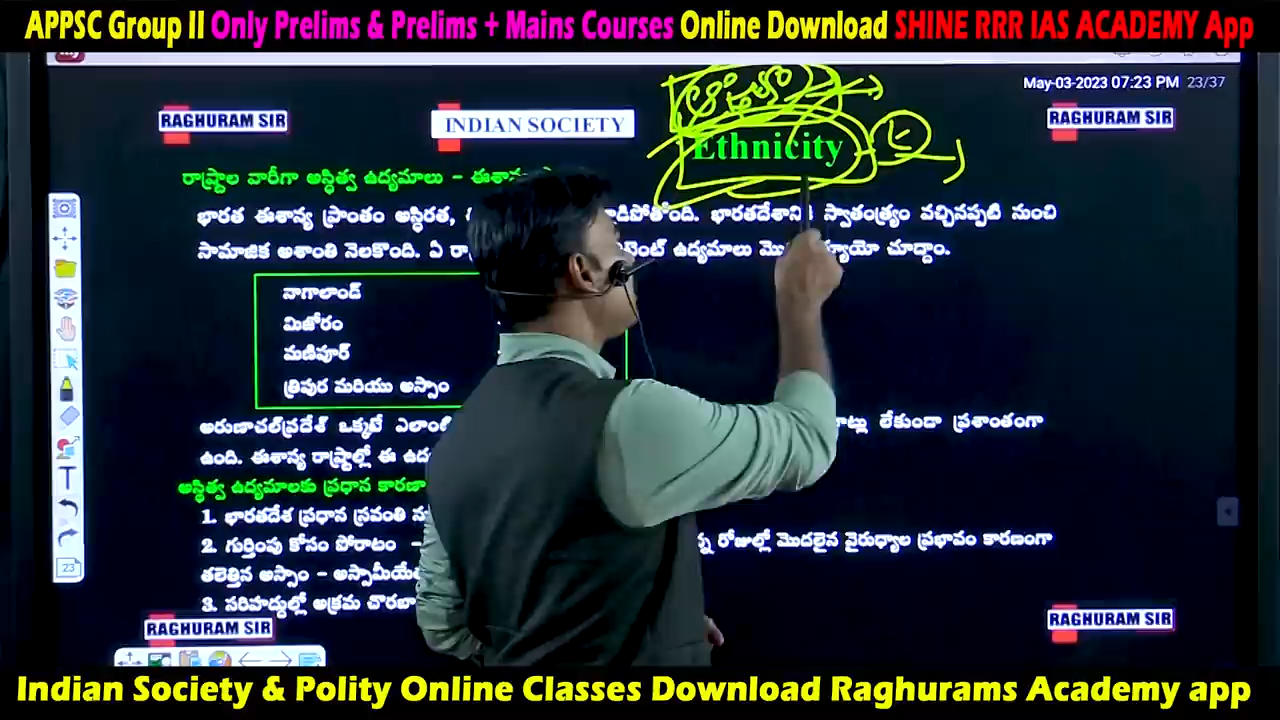 APPSC Group II Only Prelims & Prelims + Mains Courses Online Download SHINE RRR IAS ACADEMY App
May-03-2023 07:23 PM 23/37
RAGHURAM SIR
INDIAN SOCIETY
RAGHURAM SIR
Ethnicity
రాష్ట్రాల వారీగా అస్థిత్వ ఉద్యమాలు -
భారత ఈశాన్య ప్రాంతం అస్థిరత, భారతదేశానికి స్వాతంత్ర్యం వచ్చినప్పటి నుంచి
సామాజిక అశాంతి నెలకొంది. ఏ ఉద్యమాలు చూద్దాం.
నాగాలాండ్
మిజోరం
మణిపూర్
త్రిపుర మరియు అస్సాం
అరుణాచల్‌ప్రదేశ్ ఒక్కటే లేకుండా ప్రశాంతంగా
ఉంది. ఈశాన్య రాష్ట్రాల్లో ఈ
అస్థిత్వ ఉద్యమాలకు ప్రధాన
1. భారతదేశ ప్రధాన స్రవంతి
2. గుర్తింపు కోసం పోరాటం - రోజుల్లో మొదలైన వైరుధ్యాల ప్రభావం కారణంగా
తలెత్తిన అస్సాం -
3. సరిహద్దుల్లో అక్రమ
23
RAGHURAM SIR
RAGHURAM SIR
Indian Society & Polity Online Classes Download Raghurams Academy app